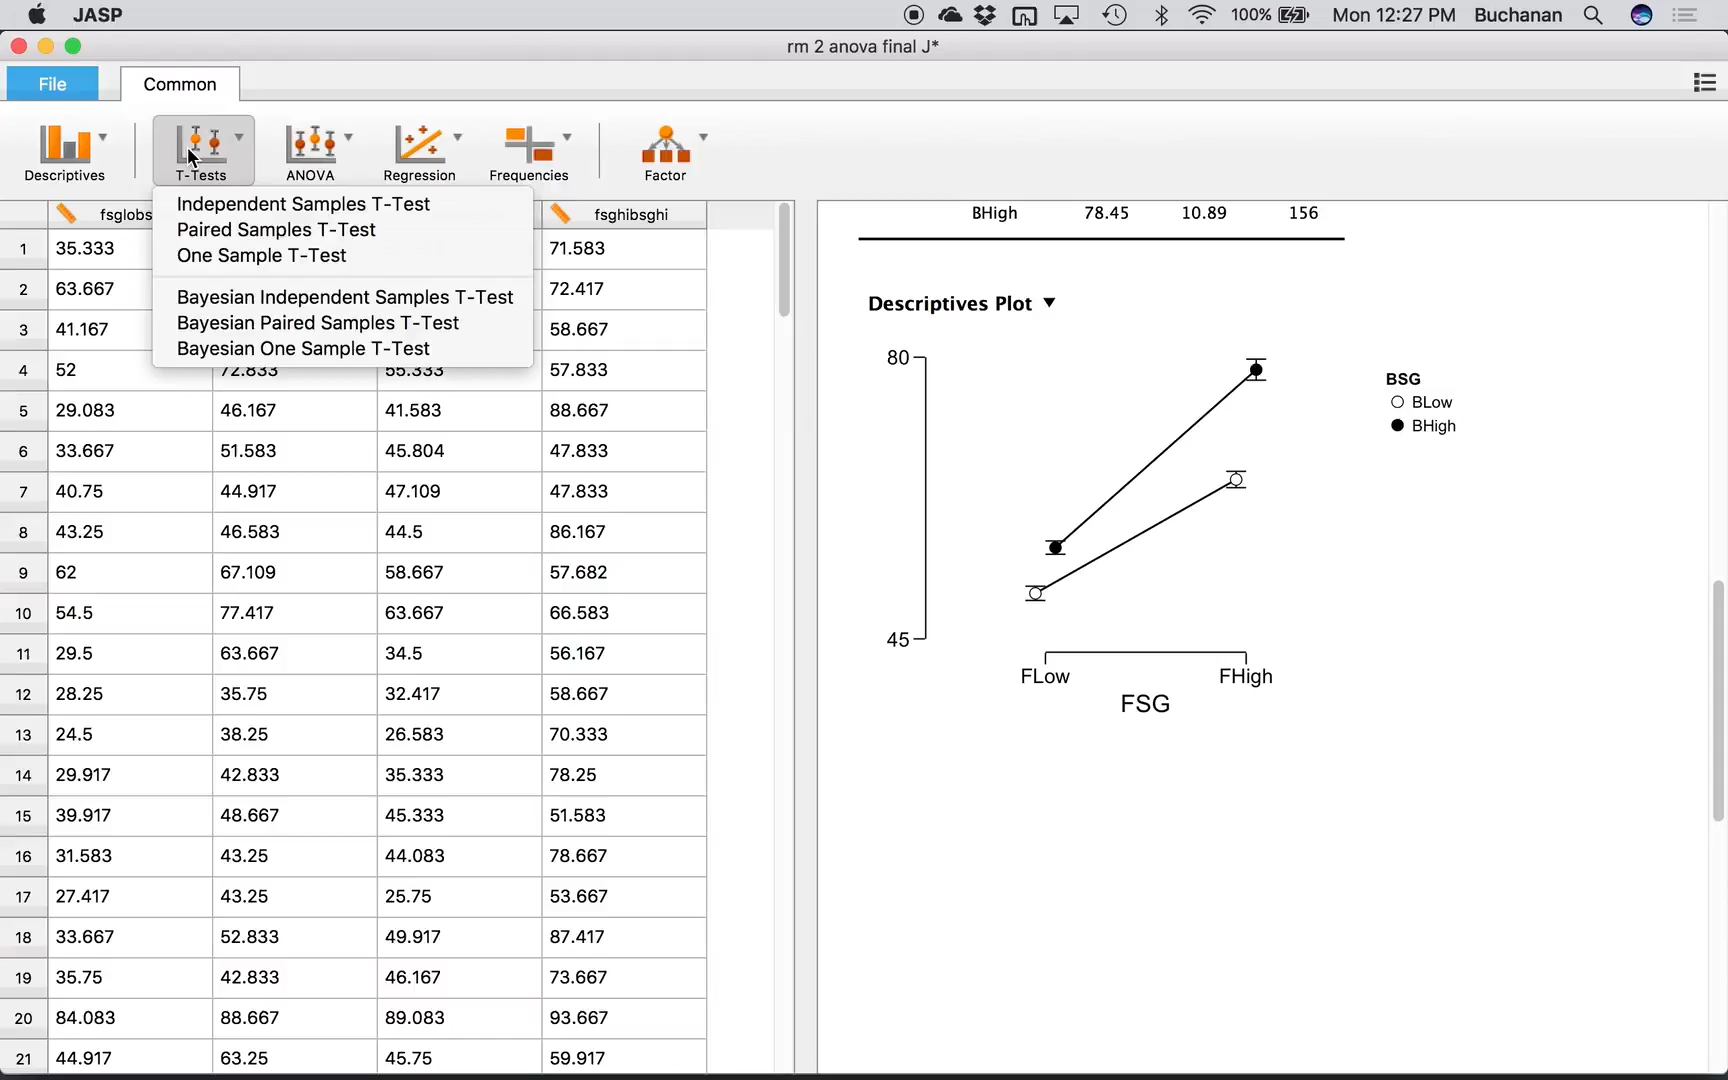 JASP 100% Mon 12:27 PM Buchanan
rm 2 anova final J*
File Common
Descriptives T-Tests ANOVA Regression Frequencies Factor
Independent Samples T-Test
Paired Samples T-Test
One Sample T-Test
Bayesian Independent Samples T-Test
Bayesian Paired Samples T-Test
Bayesian One Sample T-Test
fsglobs fsghibsghi
1 35.333 71.583
2 63.667 72.417
3 41.167 58.667
4 52 72.833 55.333 57.833
5 29.083 46.167 41.583 88.667
6 33.667 51.583 45.804 47.833
7 40.75 44.917 47.109 47.833
8 43.25 46.583 44.5 86.167
9 62 67.109 58.667 57.682
10 54.5 77.417 63.667 66.583
11 29.5 63.667 34.5 56.167
12 28.25 35.75 32.417 58.667
13 24.5 38.25 26.583 70.333
14 29.917 42.833 35.333 78.25
15 39.917 48.667 45.333 51.583
16 31.583 43.25 44.083 78.667
17 27.417 43.25 25.75 53.667
18 33.667 52.833 49.917 87.417
19 35.75 42.833 46.167 73.667
20 84.083 88.667 89.083 93.667
21 44.917 63.25 45.75 59.917
BHigh 78.45 10.89 156
Descriptives Plot
80
BSG
BLow
BHigh
45
FLow FHigh
FSG